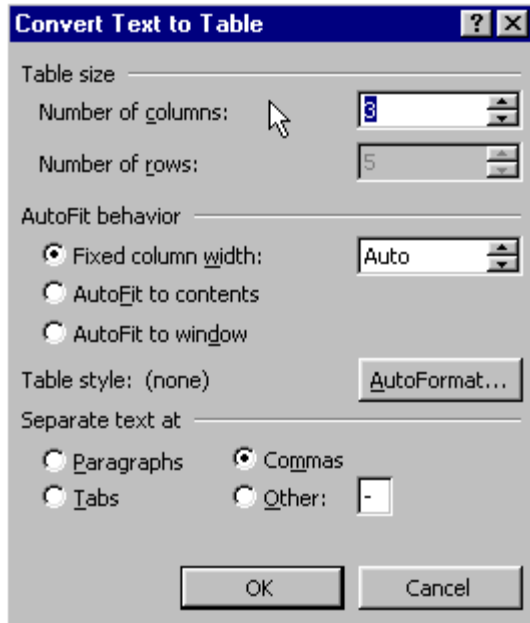 Convert Text to Table
Table size
Number of columns: 3
Number of rows: 5
AutoFit behavior
Fixed column width: Auto
AutoFit to contents
AutoFit to window
Table style: (none) AutoFormat...
Separate text at
Paragraphs Commas
Tabs Other: -
OK Cancel